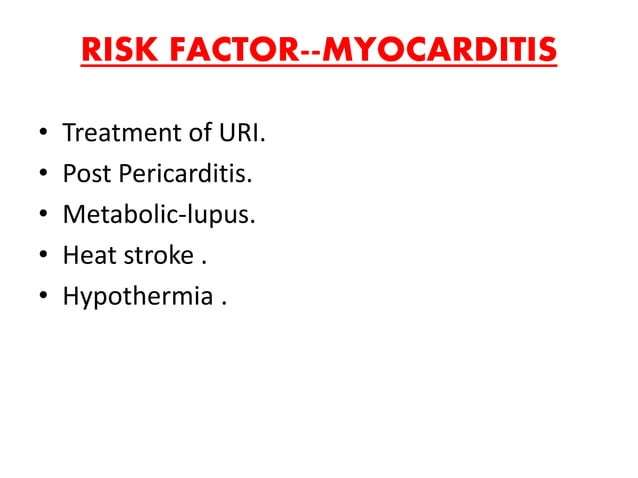 RISK FACTOR--MYOCARDITIS
• Treatment of URI.
• Post Pericarditis.
• Metabolic-lupus.
• Heat stroke .
• Hypothermia .